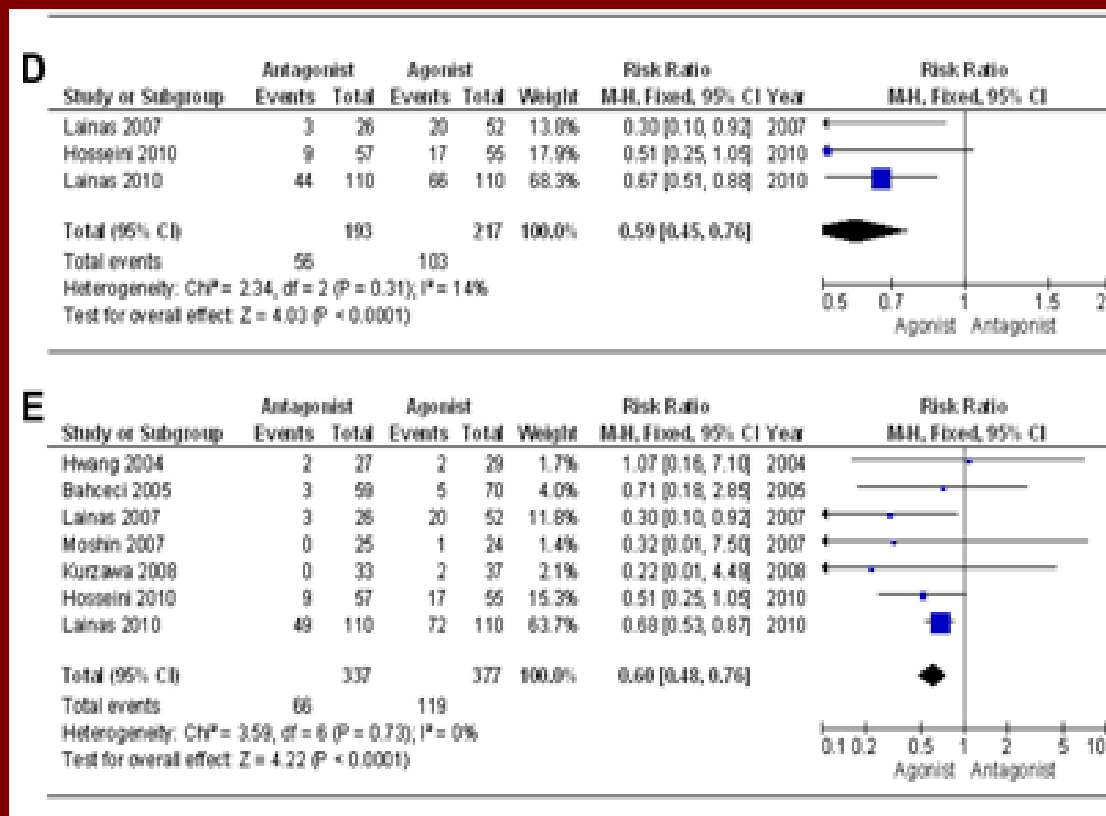 D
Antagonist Agonist Risk Ratio Risk Ratio
Study or Subgroup Events Total Events Total Weight M-H, Fixed, 95% CI Year M-H, Fixed, 95% CI
Lainas 2007 3 26 20 52 13.8% 0.30 [0.10, 0.92] 2007
Hosseini 2010 9 57 17 55 17.9% 0.51 [0.25, 1.05] 2010
Lainas 2010 44 110 66 110 68.3% 0.67 [0.51, 0.88] 2010
Total (95% CI) 193 217 100.0% 0.59 [0.45, 0.76]
Total events 56 103
Heterogeneity: Chi² = 2.34, df = 2 (P = 0.31); I² = 14%
Test for overall effect: Z = 4.03 (P < 0.0001)
0.5 0.7 1 1.5 2
Agonist Antagonist
E
Antagonist Agonist Risk Ratio Risk Ratio
Study or Subgroup Events Total Events Total Weight M-H, Fixed, 95% CI Year M-H, Fixed, 95% CI
Hwang 2004 2 27 2 29 1.7% 1.07 [0.16, 7.10] 2004
Bahceci 2005 3 59 5 70 4.0% 0.71 [0.18, 2.85] 2005
Lainas 2007 3 26 20 52 11.8% 0.30 [0.10, 0.92] 2007
Moshin 2007 0 25 1 24 1.4% 0.32 [0.01, 7.50] 2007
Kurzawa 2008 0 33 2 37 2.1% 0.22 [0.01, 4.48] 2008
Hosseini 2010 9 57 17 55 15.3% 0.51 [0.25, 1.05] 2010
Lainas 2010 49 110 72 110 63.7% 0.68 [0.53, 0.87] 2010
Total (95% CI) 337 377 100.0% 0.60 [0.48, 0.76]
Total events 66 119
Heterogeneity: Chi² = 3.59, df = 6 (P = 0.73); I² = 0%
Test for overall effect: Z = 4.22 (P < 0.0001)
0.1 0.2 0.5 1 2 5 10
Agonist Antagonist